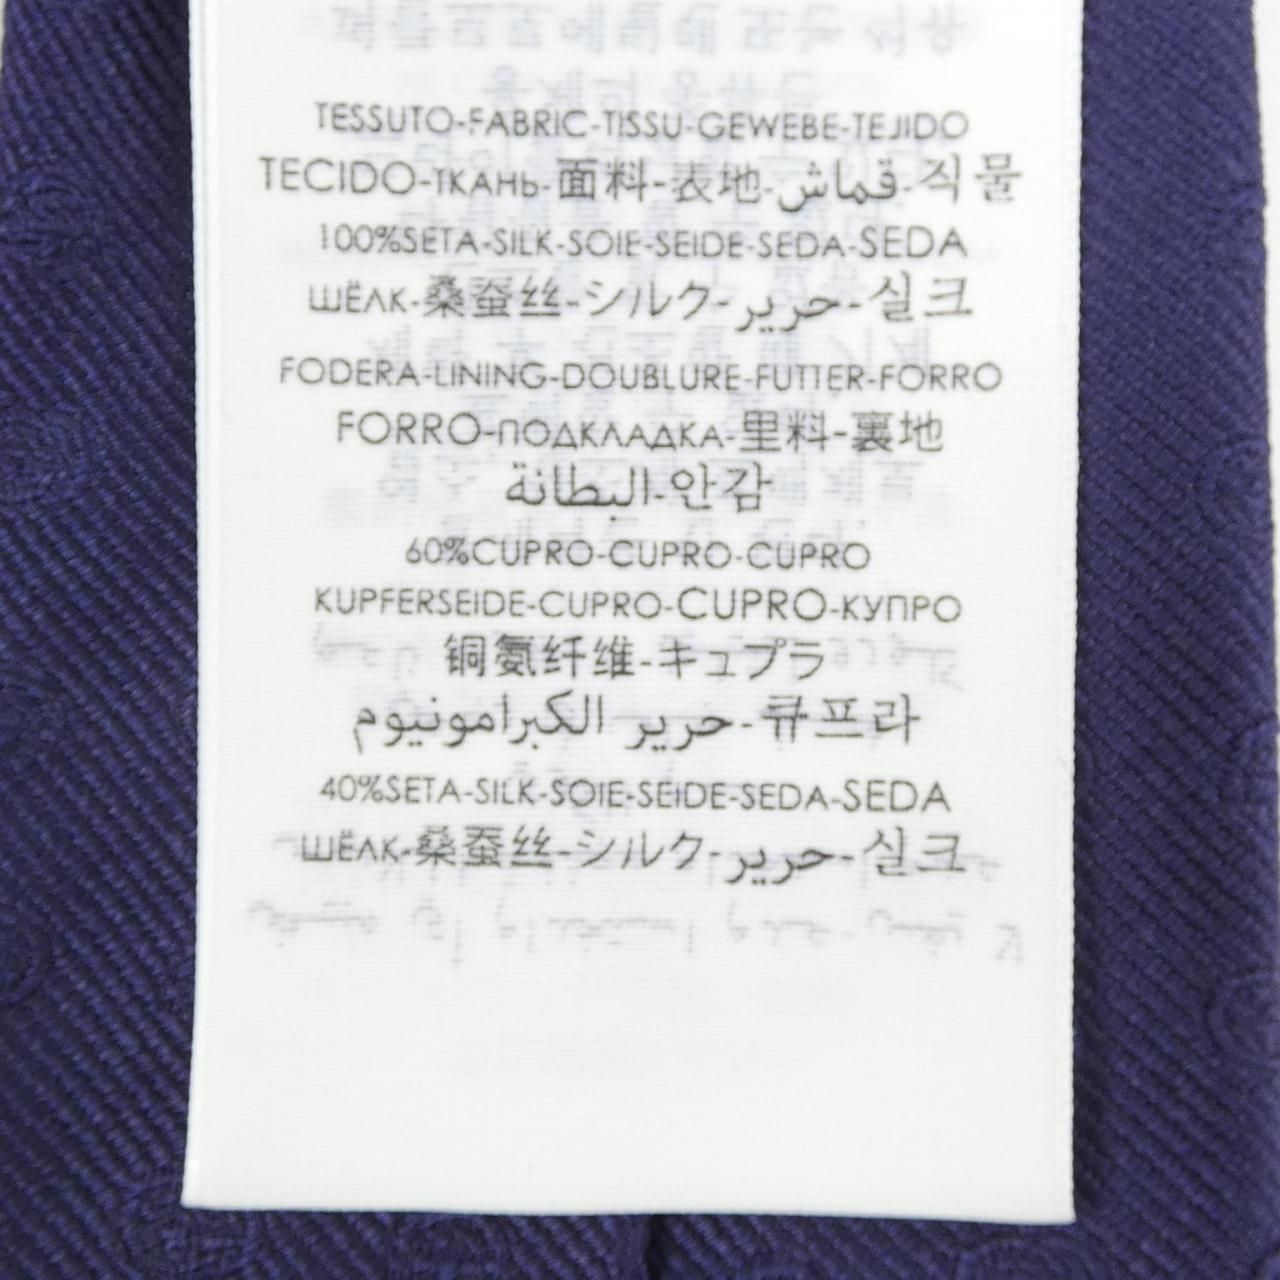 TESSUTO-FABRIC-TISSU-GEWEBE-TEJIDO
TECIDO-ТКАНЬ-面料-表地-قماش-직물
100%SETA-SILK-SOIE-SEIDE-SEDA-SEDA
ШЁЛК-桑蚕丝-シルク-حرير-실크
FODERA-LINING-DOUBLURE-FUTTER-FORRO
FORRO-ПОДКЛАДКА-里料-裏地
البطانة-안감
60%CUPRO-CUPRO-CUPRO
KUPFERSEIDE-CUPRO-CUPRO-КУПРО
铜氨纤维-キュプラ
حرير الكبرامونيوم-큐프라
40%SETA-SILK-SOIE-SEIDE-SEDA-SEDA
ШЁЛК-桑蚕丝-シルク-حرير-실크